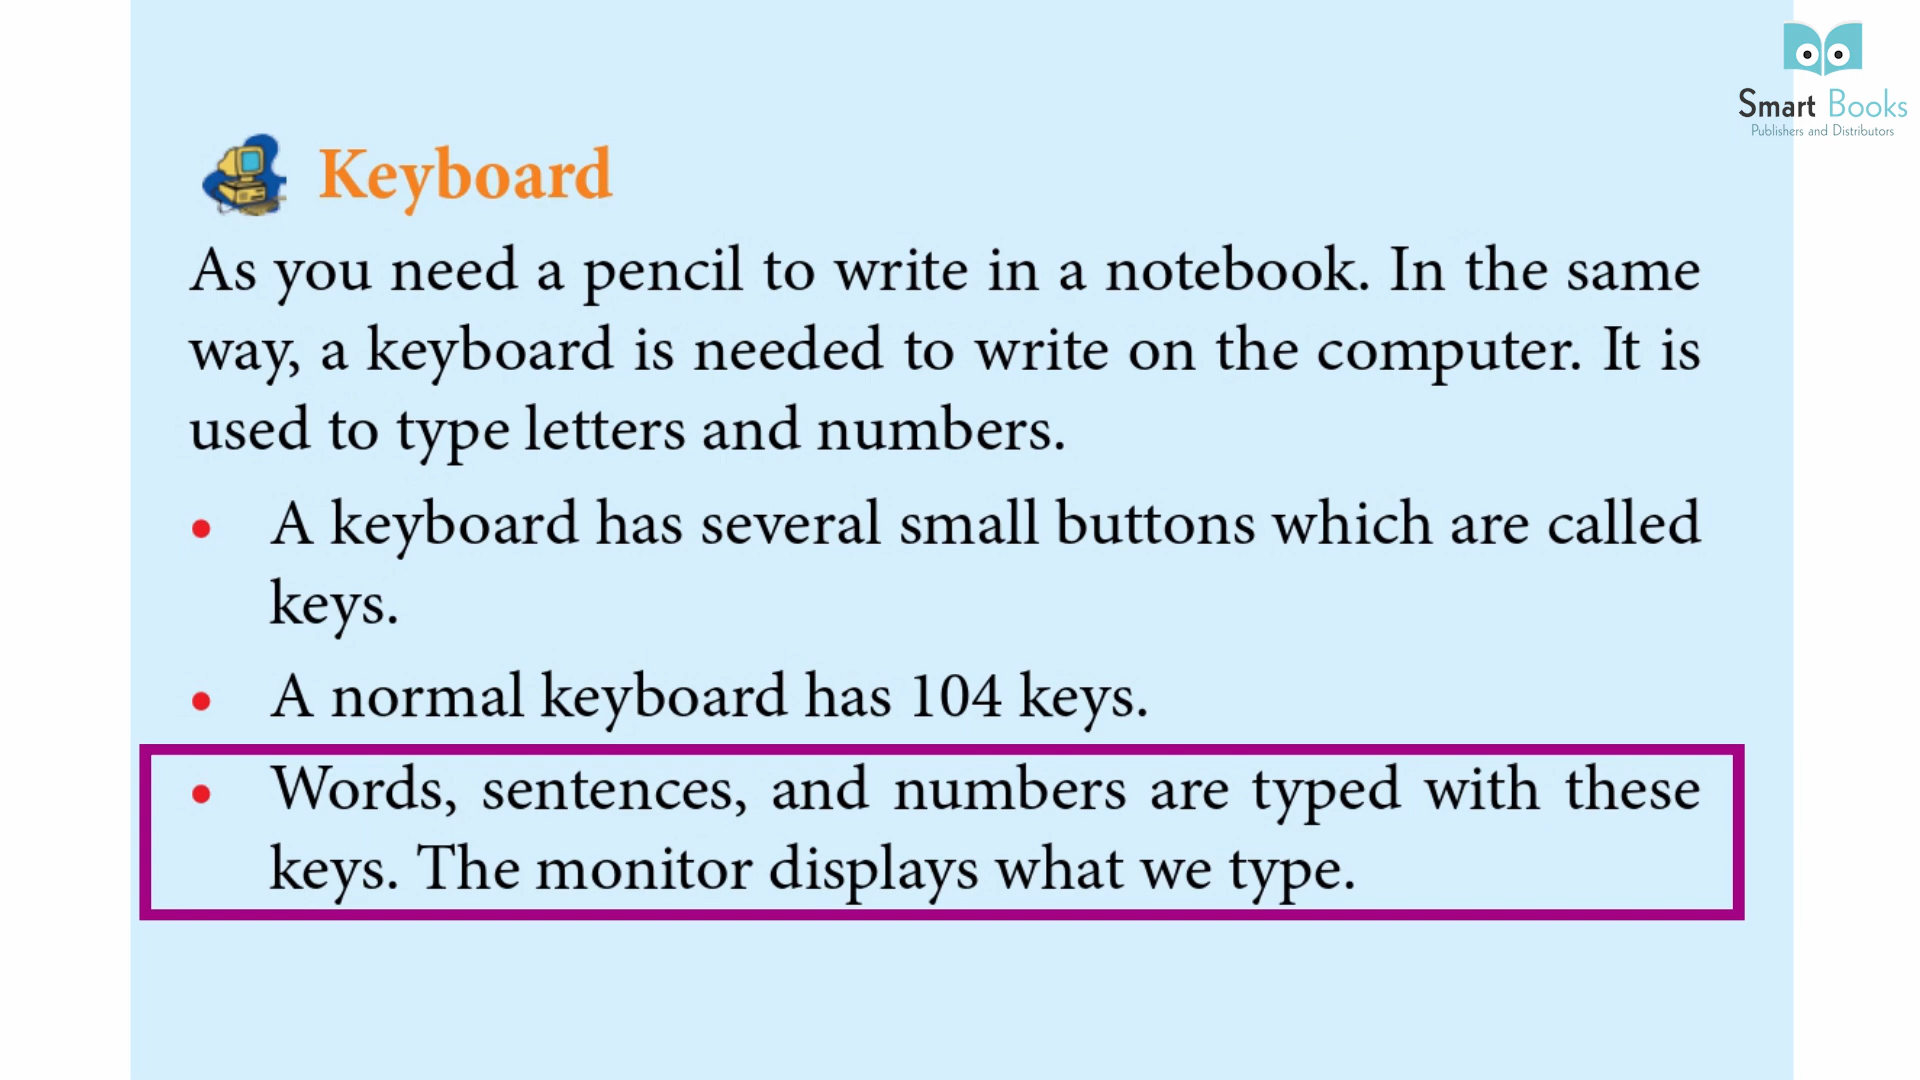 Smart Books
Publishers and Distributors
Keyboard
As you need a pencil to write in a notebook. In the same
way, a keyboard is needed to write on the computer. It is
used to type letters and numbers.
• A keyboard has several small buttons which are called
keys.
• A normal keyboard has 104 keys.
• Words, sentences, and numbers are typed with these
keys. The monitor displays what we type.